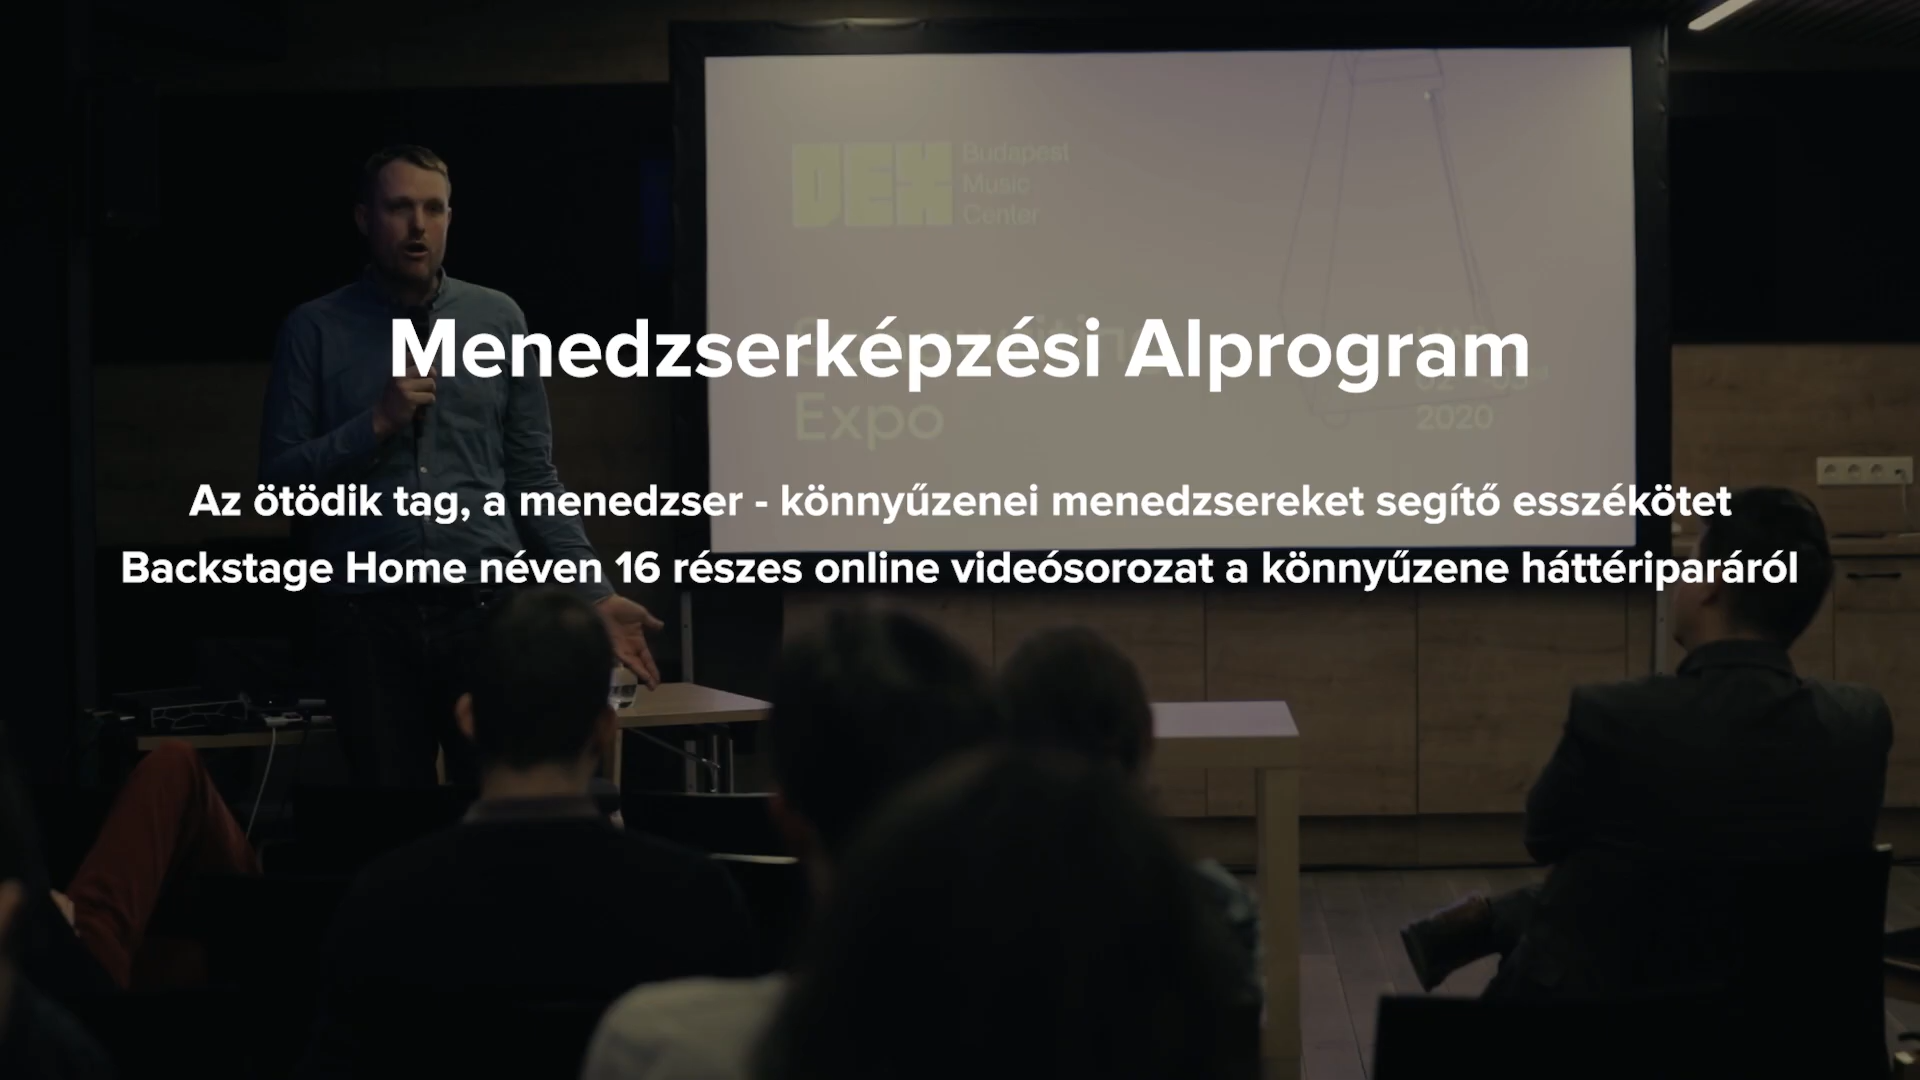 DEX
Budapest
Music
Center
Menedzserképzési Alprogram
Expo
2020
Az ötödik tag, a menedzser - könnyűzenei menedzsereket segítő esszékötet
Backstage Home néven 16 részes online videósorozat a könnyűzene háttériparáról